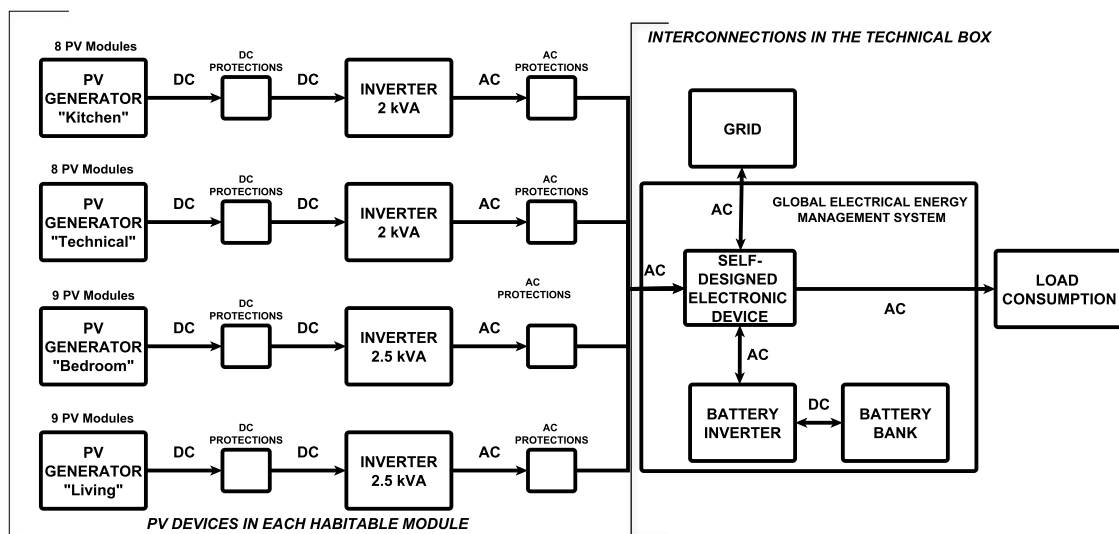 INTERCONNECTIONS IN THE TECHNICAL BOX
8 PV Modules
PV
GENERATOR
"Kitchen"
DC
DC
PROTECTIONS
DC
INVERTER
2 kVA
AC
AC
PROTECTIONS
8 PV Modules
PV
GENERATOR
"Technical"
DC
DC
PROTECTIONS
DC
INVERTER
2 kVA
AC
AC
PROTECTIONS
9 PV Modules
PV
GENERATOR
"Bedroom"
DC
DC
PROTECTIONS
DC
INVERTER
2.5 kVA
AC
AC
PROTECTIONS
9 PV Modules
PV
GENERATOR
"Living"
DC
DC
PROTECTIONS
DC
INVERTER
2.5 kVA
AC
AC
PROTECTIONS
PV DEVICES IN EACH HABITABLE MODULE
GRID
AC
GLOBAL ELECTRICAL ENERGY
MANAGEMENT SYSTEM
AC
SELF-
DESIGNED
ELECTRONIC
DEVICE
AC
LOAD
CONSUMPTION
AC
BATTERY
INVERTER
DC
BATTERY
BANK